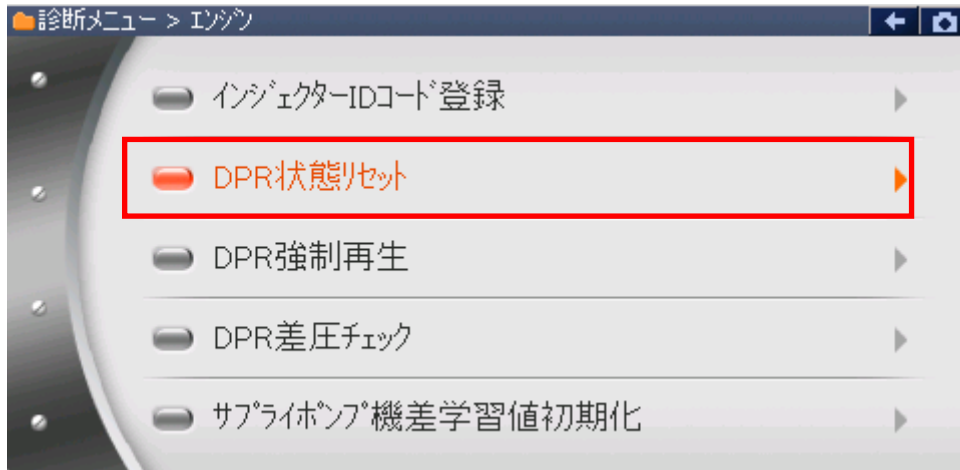 診断メニュー > エンジン
インジェクターIDコード登録
DPR状態リセット
DPR強制再生
DPR差圧チェック
サプライポンプ機差学習値初期化